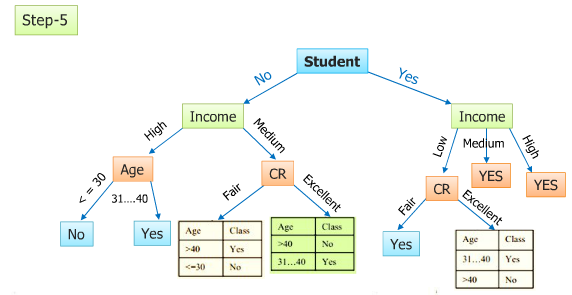 Step-5
Student
No
Yes
Income
Income
High
Medium
Low
Medium
High
Age
CR
CR
YES
YES
< = 30
31....40
Fair
Excellent
Fair
Excellent
No
Yes
Age Class
>40 Yes
<=30 No
Age Class
>40 No
31…40 Yes
Yes
Age Class
31…40 Yes
>40 No